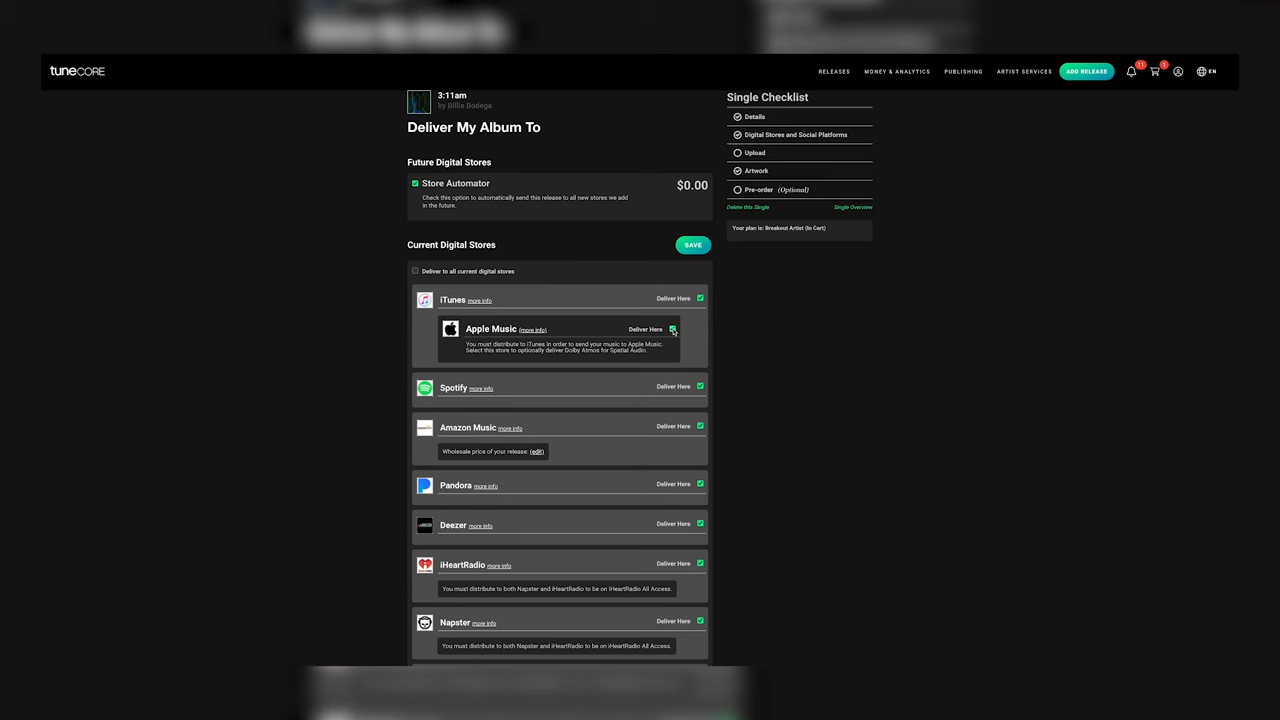 tuneCORE
RELEASES
MONEY & ANALYTICS
PUBLISHING
ARTIST SERVICES
ADD RELEASE
11
1
EN
3:11am
by Billie Bodega
Deliver My Album To
Future Digital Stores
Store Automator
$0.00
Check this option to automatically send this release to all new stores we add
in the future.
Current Digital Stores
SAVE
Deliver to all current digital stores
iTunes more info
Deliver Here
Apple Music (more info)
Deliver Here
You must distribute to iTunes in order to send your music to Apple Music.
Select this store to optionally deliver Dolby Atmos for Spatial Audio.
Spotify more info
Deliver Here
Amazon Music more info
Deliver Here
Wholesale price of your release: (edit)
Pandora more info
Deliver Here
Deezer more info
Deliver Here
iHeartRadio more info
Deliver Here
You must distribute to both Napster and iHeartRadio to be on iHeartRadio All Access.
Napster more info
Deliver Here
You must distribute to both Napster and iHeartRadio to be on iHeartRadio All Access.
Single Checklist
Details
Digital Stores and Social Platforms
Upload
Artwork
Pre-order (Optional)
Delete this Single
Single Overview
Your plan is: Breakout Artist (In Cart)